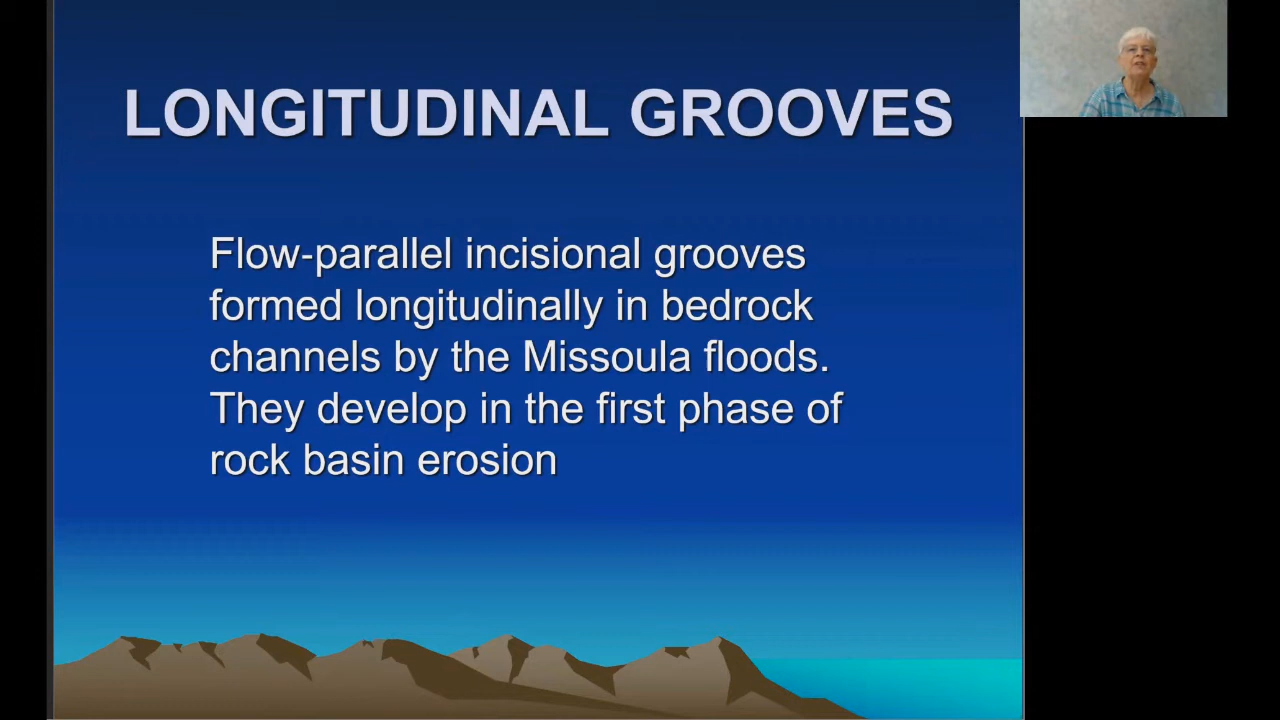 LONGITUDINAL GROOVES
Flow-parallel incisional grooves
formed longitudinally in bedrock
channels by the Missoula floods.
They develop in the first phase of
rock basin erosion